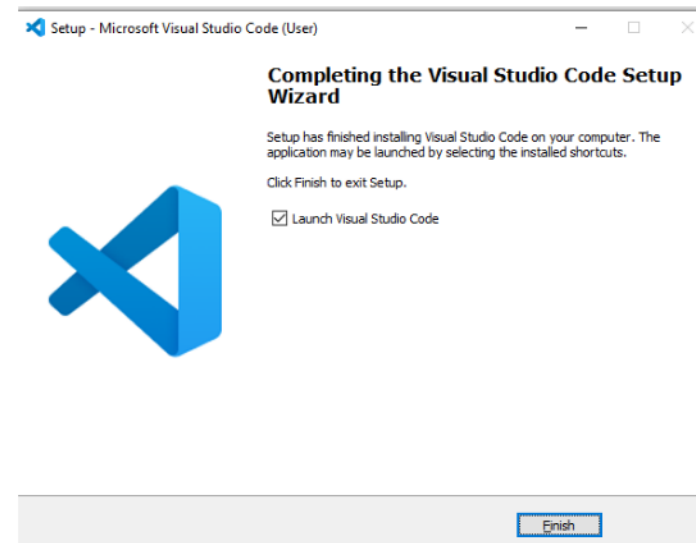 Setup - Microsoft Visual Studio Code (User)
Completing the Visual Studio Code Setup
Wizard
Setup has finished installing Visual Studio Code on your computer. The
application may be launched by selecting the installed shortcuts.
Click Finish to exit Setup.
Launch Visual Studio Code
Finish